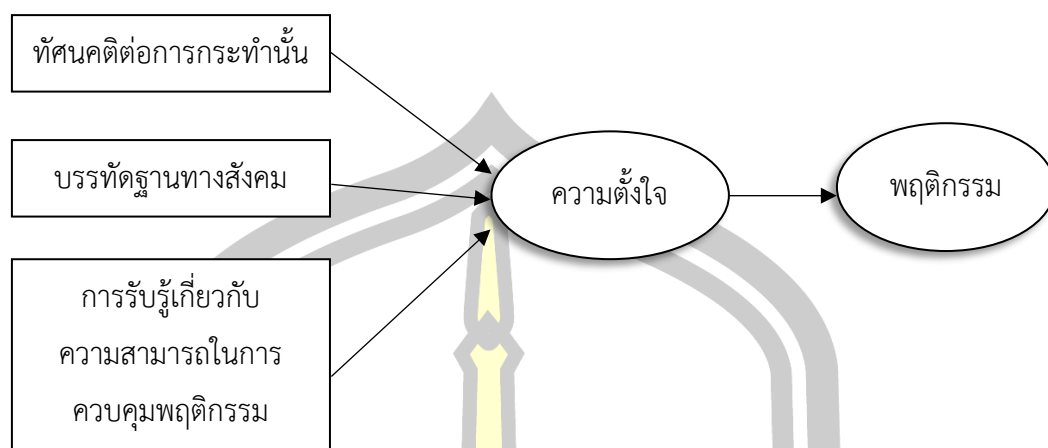 ทัศนคติต่อการกระทำนั้น
บรรทัดฐานทางสังคม
ความตั้งใจ
พฤติกรรม
การรับรู้เกี่ยวกับ
ความสามารถในการ
ควบคุมพฤติกรรม